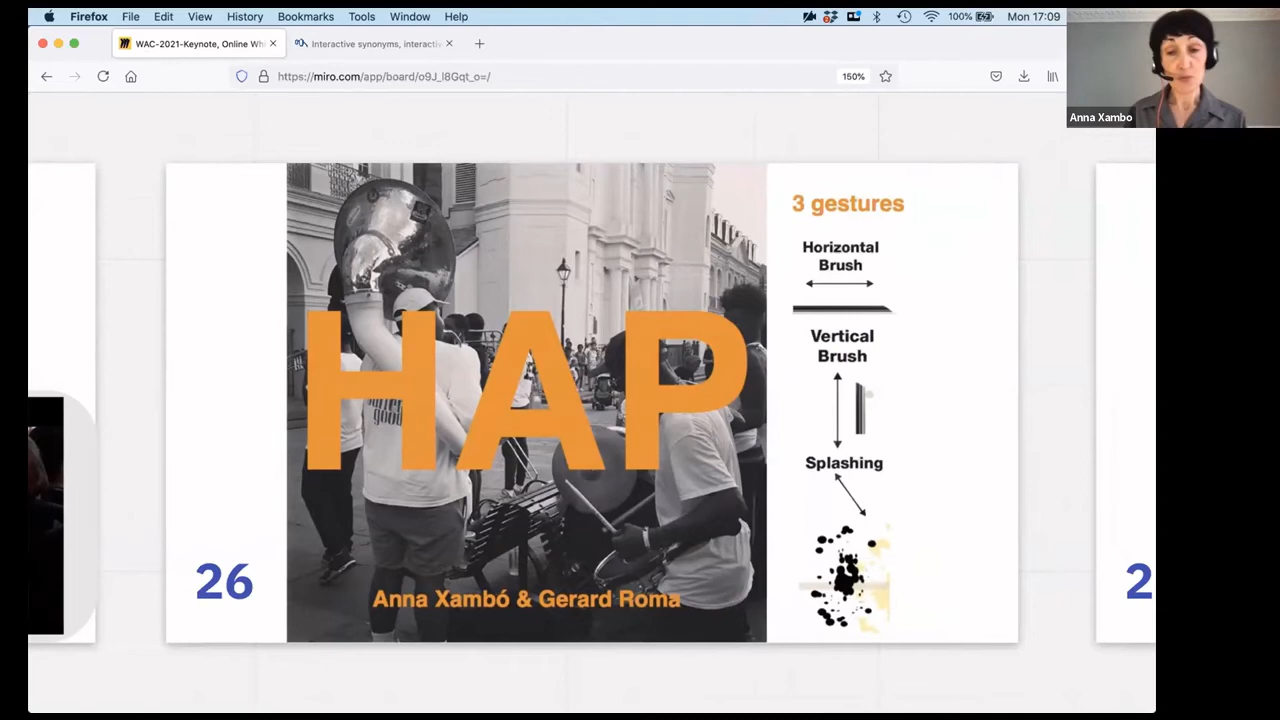 Firefox File Edit View History Bookmarks Tools Window Help
100% Mon 17:09
WAC-2021-Keynote, Online Wh
Interactive synonyms, interactiv
https://miro.com/app/board/o9J_l8Gqt_o=/
150%
Anna Xambo
3 gestures
Horizontal
Brush
HAP
good
Vertical
Brush
Splashing
26
Anna Xambó & Gerard Roma
2